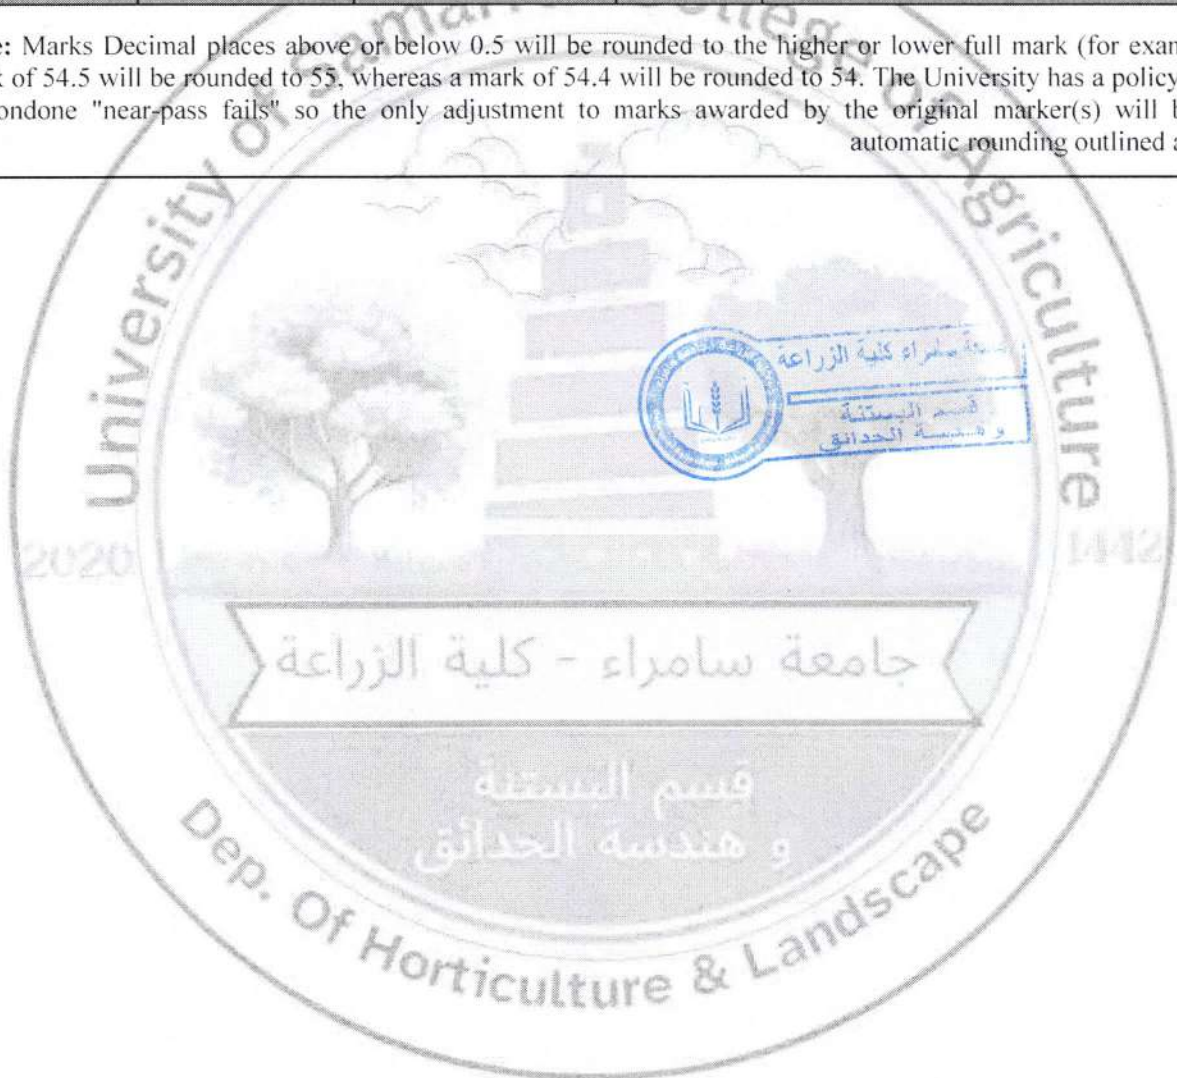 : Marks Decimal places above or below 0.5 will be rounded to the higher or lower full mark (for exam
of 54.5 will be rounded to 55, whereas a mark of 54.4 will be rounded to 54. The University has a policy
ondone "near-pass fails" so the only adjustment to marks awarded by the original marker(s) will b
automatic rounding outlined a
University of Samarra College of Agriculture
سامراء كلية الزراعة
قسم البستنة
و هندسة الحدائق
2020
1442
جامعة سامراء - كلية الزراعة
قسم البستنة
و هندسة الحدائق
Dep. Of Horticulture & Landscape